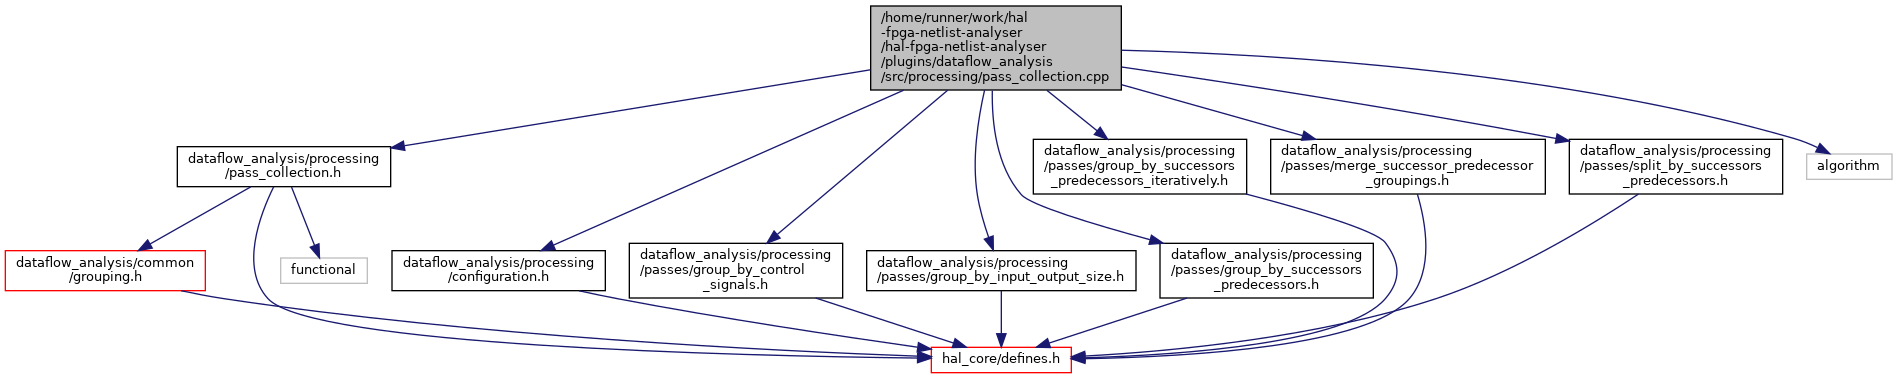 /home/runner/work/hal
-fpga-netlist-analyser
/hal-fpga-netlist-analyser
/plugins/dataflow_analysis
/src/processing/pass_collection.cpp
dataflow_analysis/processing
/pass_collection.h
dataflow_analysis/processing
/passes/group_by_successors
_predecessors_iteratively.h
dataflow_analysis/processing
/passes/merge_successor_predecessor
_groupings.h
dataflow_analysis/processing
/passes/split_by_successors
_predecessors.h
algorithm
dataflow_analysis/common
/grouping.h
functional
dataflow_analysis/processing
/configuration.h
dataflow_analysis/processing
/passes/group_by_control
_signals.h
dataflow_analysis/processing
/passes/group_by_input_output_size.h
dataflow_analysis/processing
/passes/group_by_successors
_predecessors.h
hal_core/defines.h